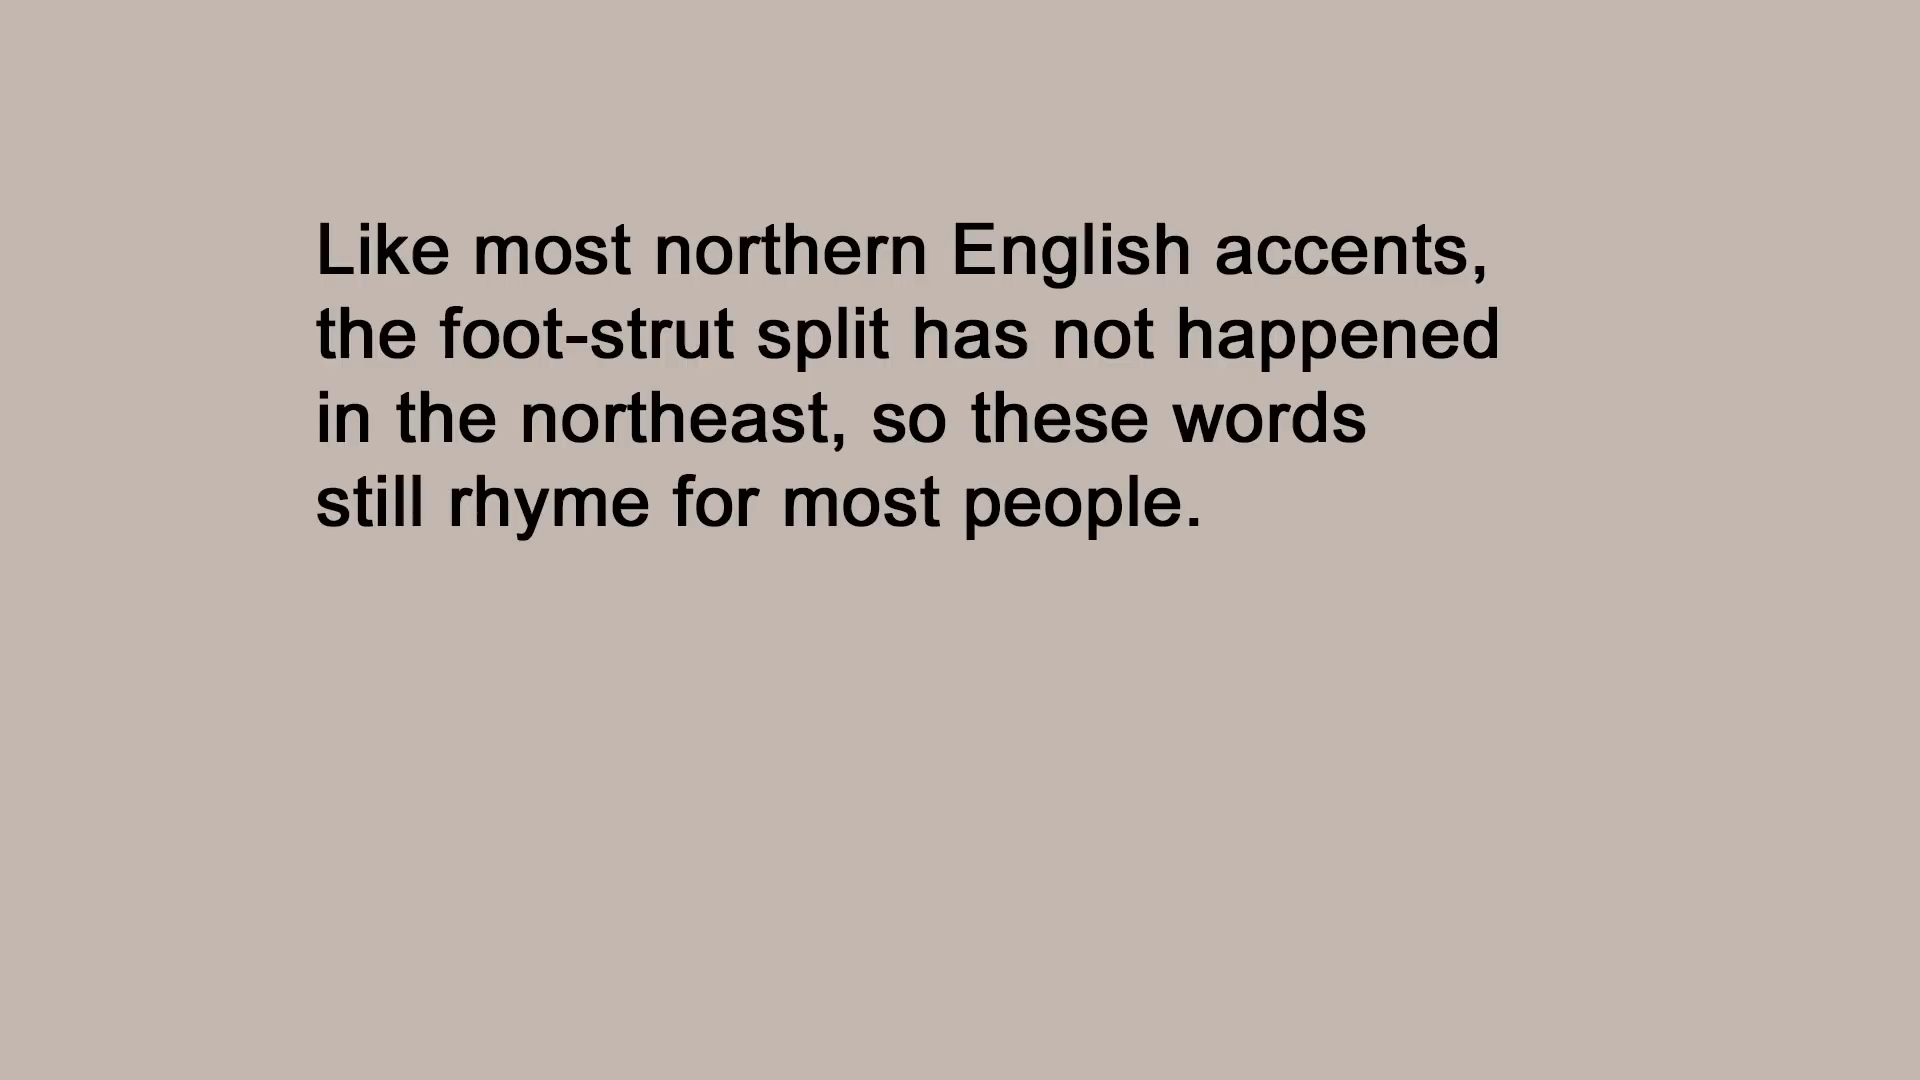 Like most northern English accents,
the foot-strut split has not happened
in the northeast, so these words
still rhyme for most people.